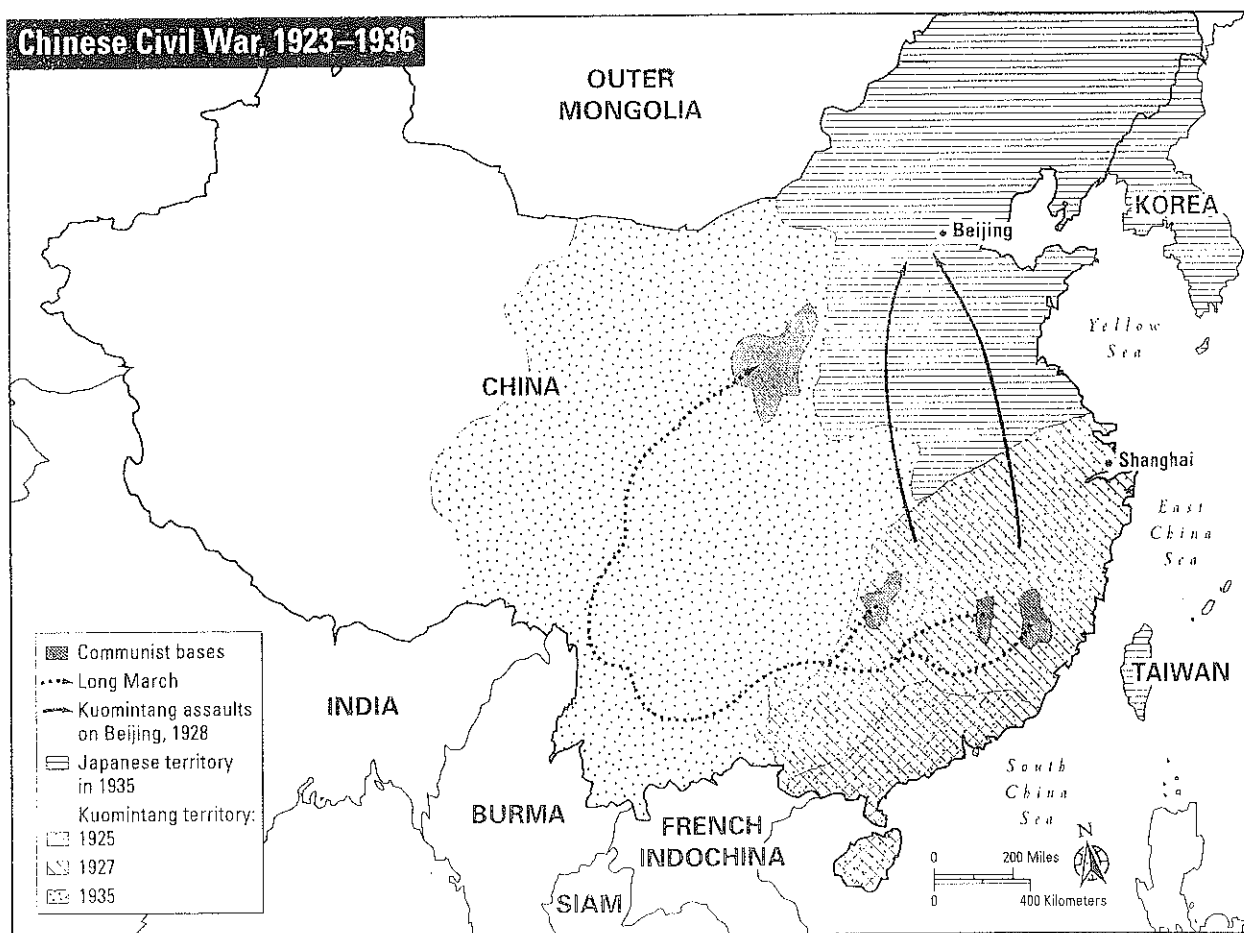 Chinese Civil War, 1923–1936
OUTER
MONGOLIA
KOREA
Beijing
Yellow
Sea
CHINA
Shanghai
East
China
Sea
TAIWAN
INDIA
BURMA
FRENCH
INDOCHINA
SIAM
South
China
Sea
Communist bases
Long March
Kuomintang assaults
on Beijing, 1928
Japanese territory
in 1935
Kuomintang territory:
1925
1927
1935
N
0 200 Miles
0 400 Kilometers